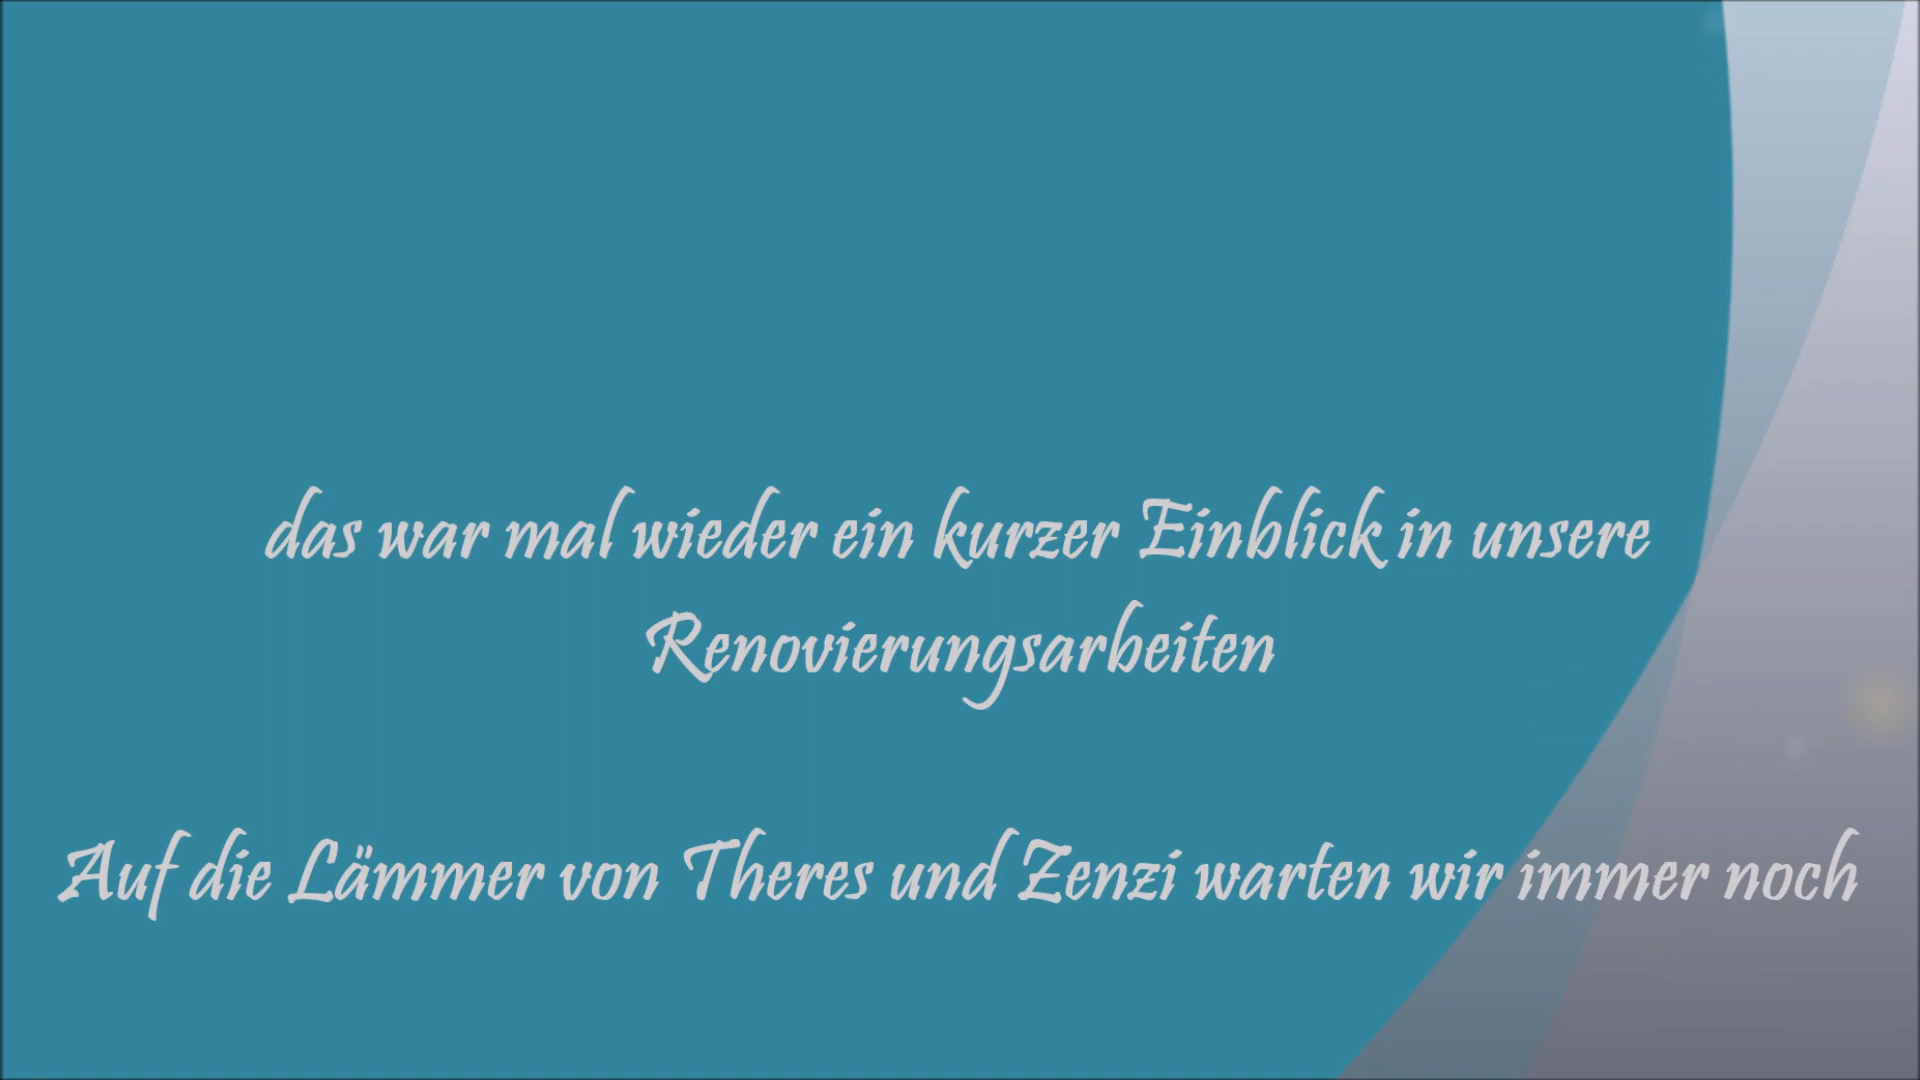 das war mal wieder ein kurzer Einblick in unsere
Renovierungsarbeiten
Auf die Lämmer von Theres und Zenzi warten wir immer noch